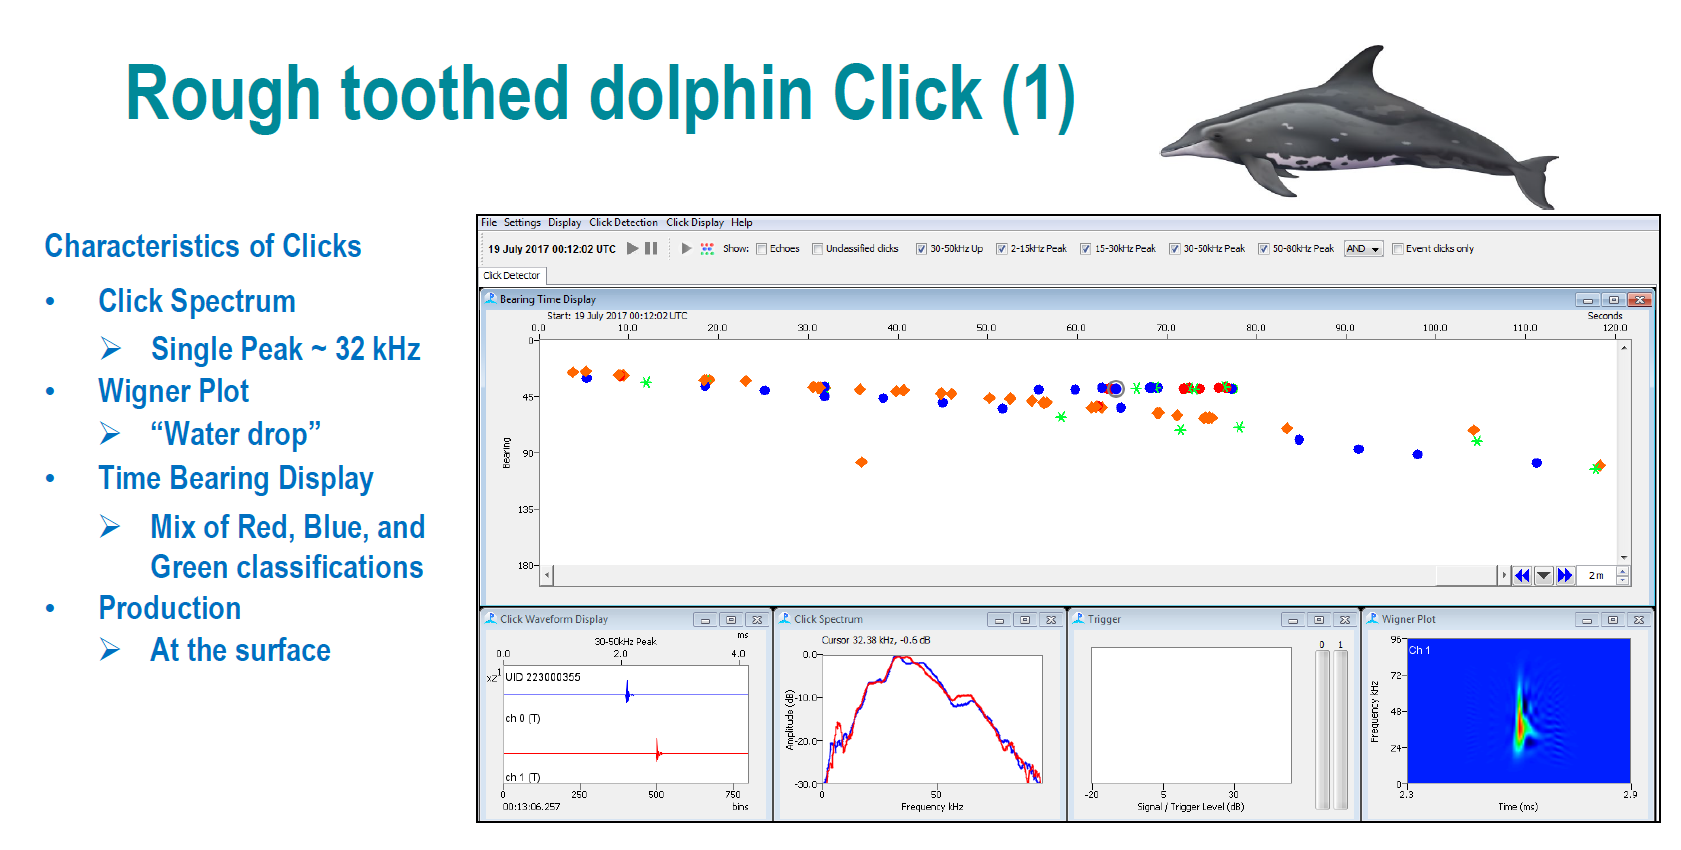 Rough toothed dolphin Click (1)
Characteristics of Clicks
• Click Spectrum
➢ Single Peak ~ 32 kHz
• Wigner Plot
➢ “Water drop”
• Time Bearing Display
➢ Mix of Red, Blue, and
Green classifications
• Production
➢ At the surface
File Settings Display Click Detection Click Display Help
19 July 2017 00:12:02 UTC Show: Echoes Unclassified clicks 30-50kHz Up 2-15kHz Peak 15-30kHz Peak 30-50kHz Peak 50-80kHz Peak AND Event clicks only
Click Detector
Bearing Time Display
Start: 19 July 2017 00:12:02 UTC Seconds
0.0 10.0 20.0 30.0 40.0 50.0 60.0 70.0 80.0 90.0 100.0 110.0 120.0
0
45
90
135
180
Bearing
2 m
Click Waveform Display
30-50kHz Peak ms
0.0 2.0 4.0
x2^1
UID 223000355
ch 0 (T)
ch 1 (T)
0 250 500 750
00:13:06.257 bins
Click Spectrum
Cursor 32.38 kHz, -0.6 dB
0.0
-10.0
-20.0
-30.0
Amplitude (dB)
0 50
Frequency kHz
Trigger
0 1
-20 5 30
Signal / Trigger Level (dB)
Wigner Plot
Ch 1
96
72
48
24
0
Frequency kHz
2.3 2.9
Time (ms)